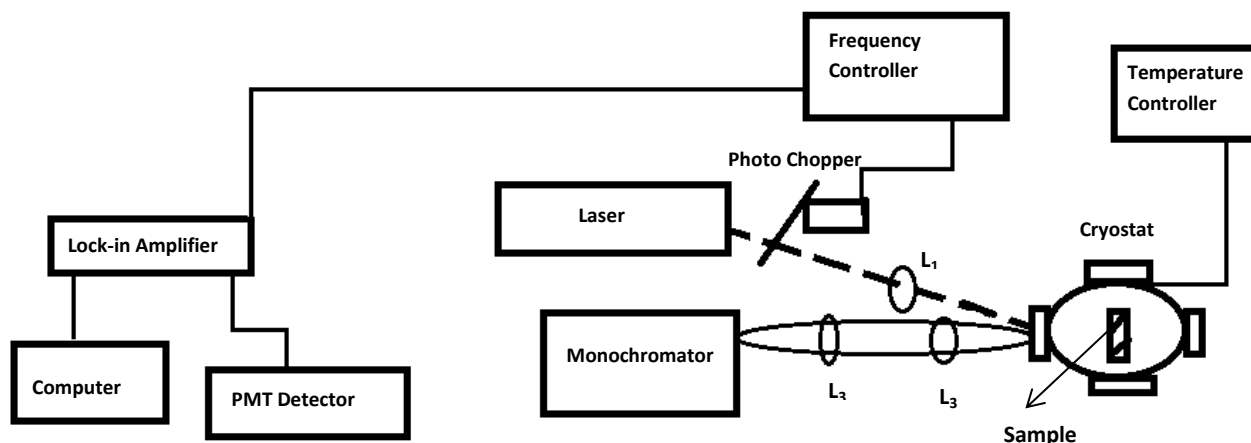 Frequency
Controller
Temperature
Controller
Photo Chopper
Laser
Lock-in Amplifier
Cryostat
L₁
Monochromator
Computer
PMT Detector
L₃
L₃
Sample